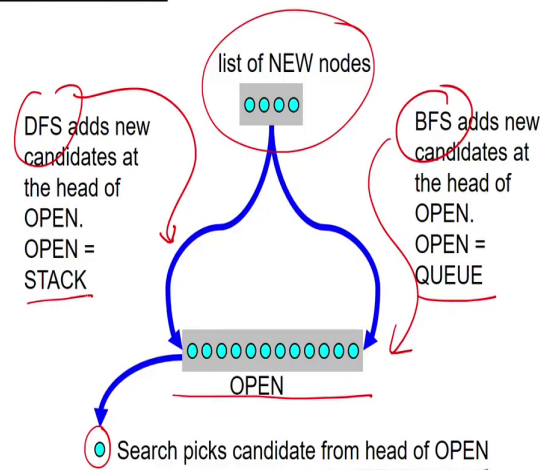 list of NEW nodes
DFS adds new
candidates at
the head of
OPEN.
OPEN =
STACK
BFS adds new
candidates at
the head of
OPEN.
OPEN =
QUEUE
OPEN
Search picks candidate from head of OPEN